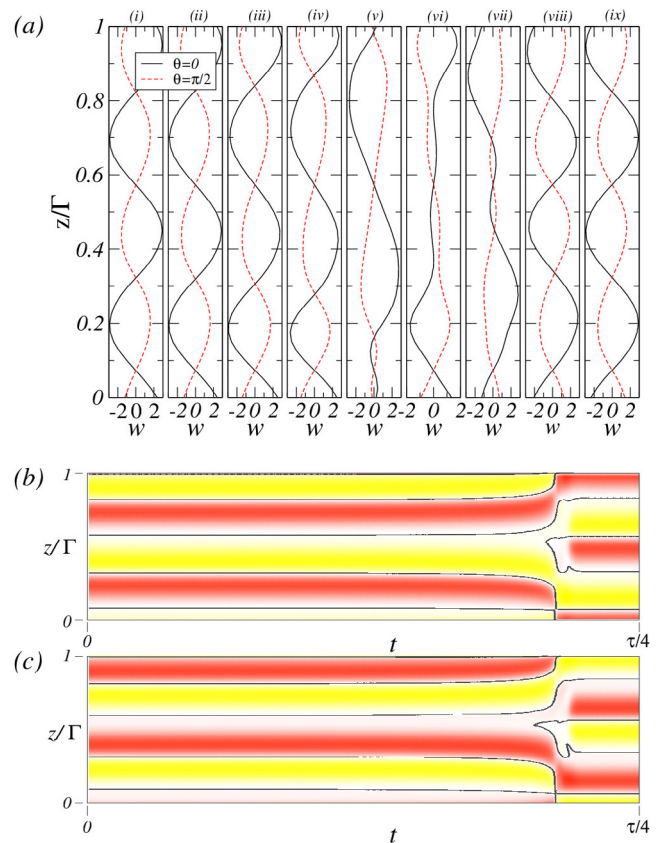 (a)
(i) (ii) (iii) (iv) (v) (vi) (vii) (viii) (ix)
1
θ=0
θ=π/2
0.8
0.6
z/Γ
0.4
0.2
0
-2 0 2 -2 0 2 -2 0 2 -2 0 2 -2 0 2 -2 0 2 -2 0 2 -2 0 2 -2 0 2
w w w w w w w w w
(b)
1
z/Γ
0
0 t τ/4
(c)
1
z/Γ
0
0 t τ/4